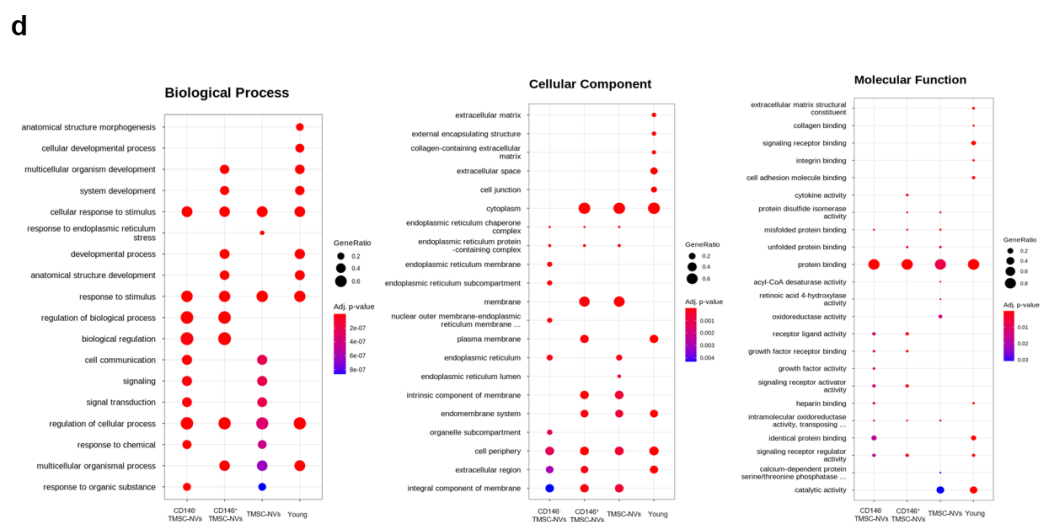 d
Biological Process
anatomical structure morphogenesis
cellular developmental process
multicellular organism development
system development
cellular response to stimulus
response to endoplasmic reticulum
stress
developmental process
anatomical structure development
response to stimulus
regulation of biological process
biological regulation
cell communication
signaling
signal transduction
regulation of cellular process
response to chemical
multicellular organismal process
response to organic substance
CD146⁻
TMSC-NVs
CD146⁺
TMSC-NVs
TMSC-NVs
Young
GeneRatio
0.2
0.4
0.6
Adj. p-value
2e-07
4e-07
6e-07
8e-07
Cellular Component
extracellular matrix
external encapsulating structure
collagen-containing extracellular
matrix
extracellular space
cell junction
cytoplasm
endoplasmic reticulum chaperone
complex
endoplasmic reticulum protein
-containing complex
endoplasmic reticulum membrane
endoplasmic reticulum subcompartment
membrane
nuclear outer membrane-endoplasmic
reticulum membrane ...
plasma membrane
endoplasmic reticulum
endoplasmic reticulum lumen
intrinsic component of membrane
endomembrane system
organelle subcompartment
cell periphery
extracellular region
integral component of membrane
CD146⁻
TMSC-NVs
CD146⁺
TMSC-NVs
TMSC-NVs
Young
GeneRatio
0.2
0.4
0.6
Adj. p-value
0.001
0.002
0.003
0.004
Molecular Function
extracellular matrix structural
constituent
collagen binding
signaling receptor binding
integrin binding
cell adhesion molecule binding
cytokine activity
protein disulfide isomerase
activity
misfolded protein binding
unfolded protein binding
protein binding
acyl-CoA desaturase activity
retinoic acid 4-hydroxylase
activity
oxidoreductase activity
receptor ligand activity
growth factor receptor binding
growth factor activity
signaling receptor activator
activity
heparin binding
intramolecular oxidoreductase
activity, transposing ...
identical protein binding
signaling receptor regulator
activity
calcium-dependent protein
serine/threonine phosphatase ...
catalytic activity
CD146⁻
TMSC-NVs
CD146⁺
TMSC-NVs
TMSC-NVs
Young
GeneRatio
0.2
0.4
0.6
0.8
Adj. p-value
0.01
0.02
0.03